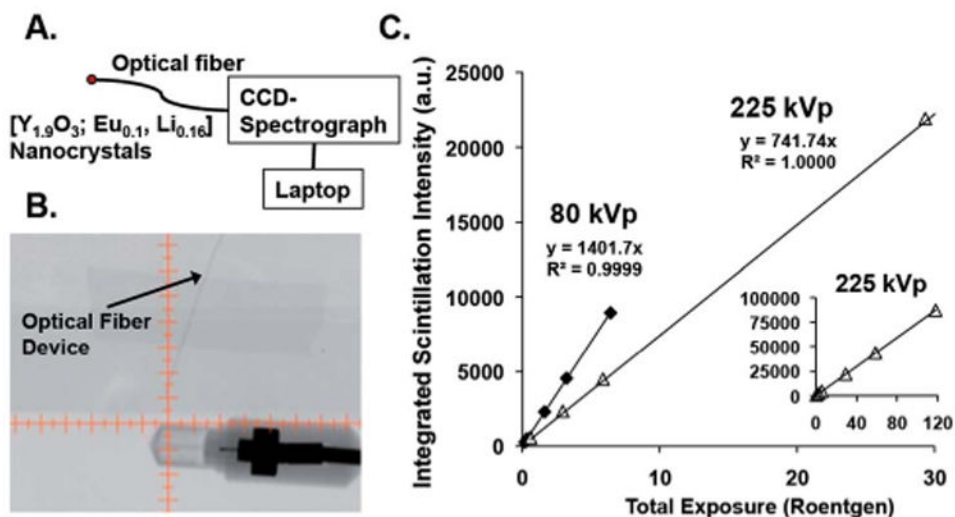 A.
Optical fiber
CCD-
Spectrograph
[Y1.9O3; Eu0.1, Li0.16]
Nanocrystals
Laptop
B.
Optical Fiber
Device
C.
Integrated Scintillation Intensity (a.u.)
25000
20000
15000
10000
5000
0
225 kVp
y = 741.74x
R² = 1.0000
80 kVp
y = 1401.7x
R² = 0.9999
225 kVp
100000
75000
50000
25000
0
0 40 80 120
0 10 20 30
Total Exposure (Roentgen)